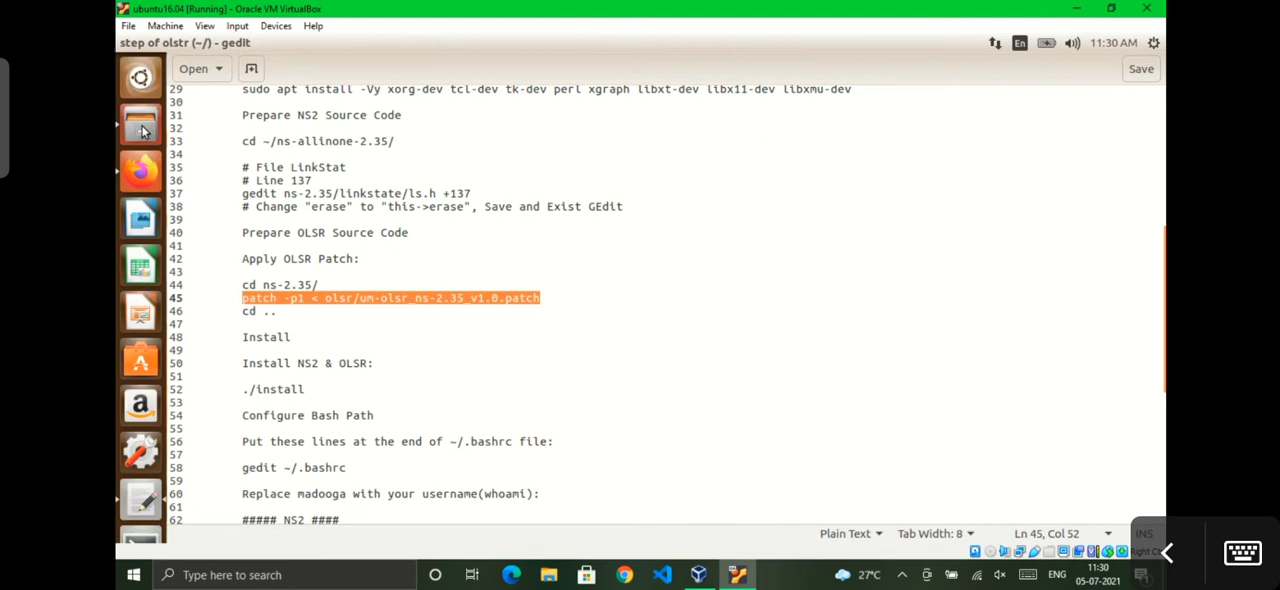 ubuntu16.04 [Running] - Oracle VM VirtualBox
File Machine View Input Devices Help
step of olstr (~/) - gedit
En
11:30 AM
Open
Save
29 sudo apt install -Vy xorg-dev tcl-dev tk-dev perl xgraph libxt-dev libx11-dev libxmu-dev
30
31 Prepare NS2 Source Code
32
33 cd ~/ns-allinone-2.35/
34
35 # File LinkStat
36 # Line 137
37 gedit ns-2.35/linkstate/ls.h +137
38 # Change "erase" to "this->erase", Save and Exist GEdit
39
40 Prepare OLSR Source Code
41
42 Apply OLSR Patch:
43
44 cd ns-2.35/
45 patch -p1 < olsr/um-olsr_ns-2.35_v1.0.patch
46 cd ..
47
48 Install
49
50 Install NS2 & OLSR:
51
52 ./install
53
54 Configure Bash Path
55
56 Put these lines at the end of ~/.bashrc file:
57
58 gedit ~/.bashrc
59
60 Replace madooga with your username(whoami):
61
62 ##### NS2 ####
Plain Text Tab Width: 8 Ln 45, Col 52 INS
Type here to search
27°C
ENG
11:30
05-07-2021